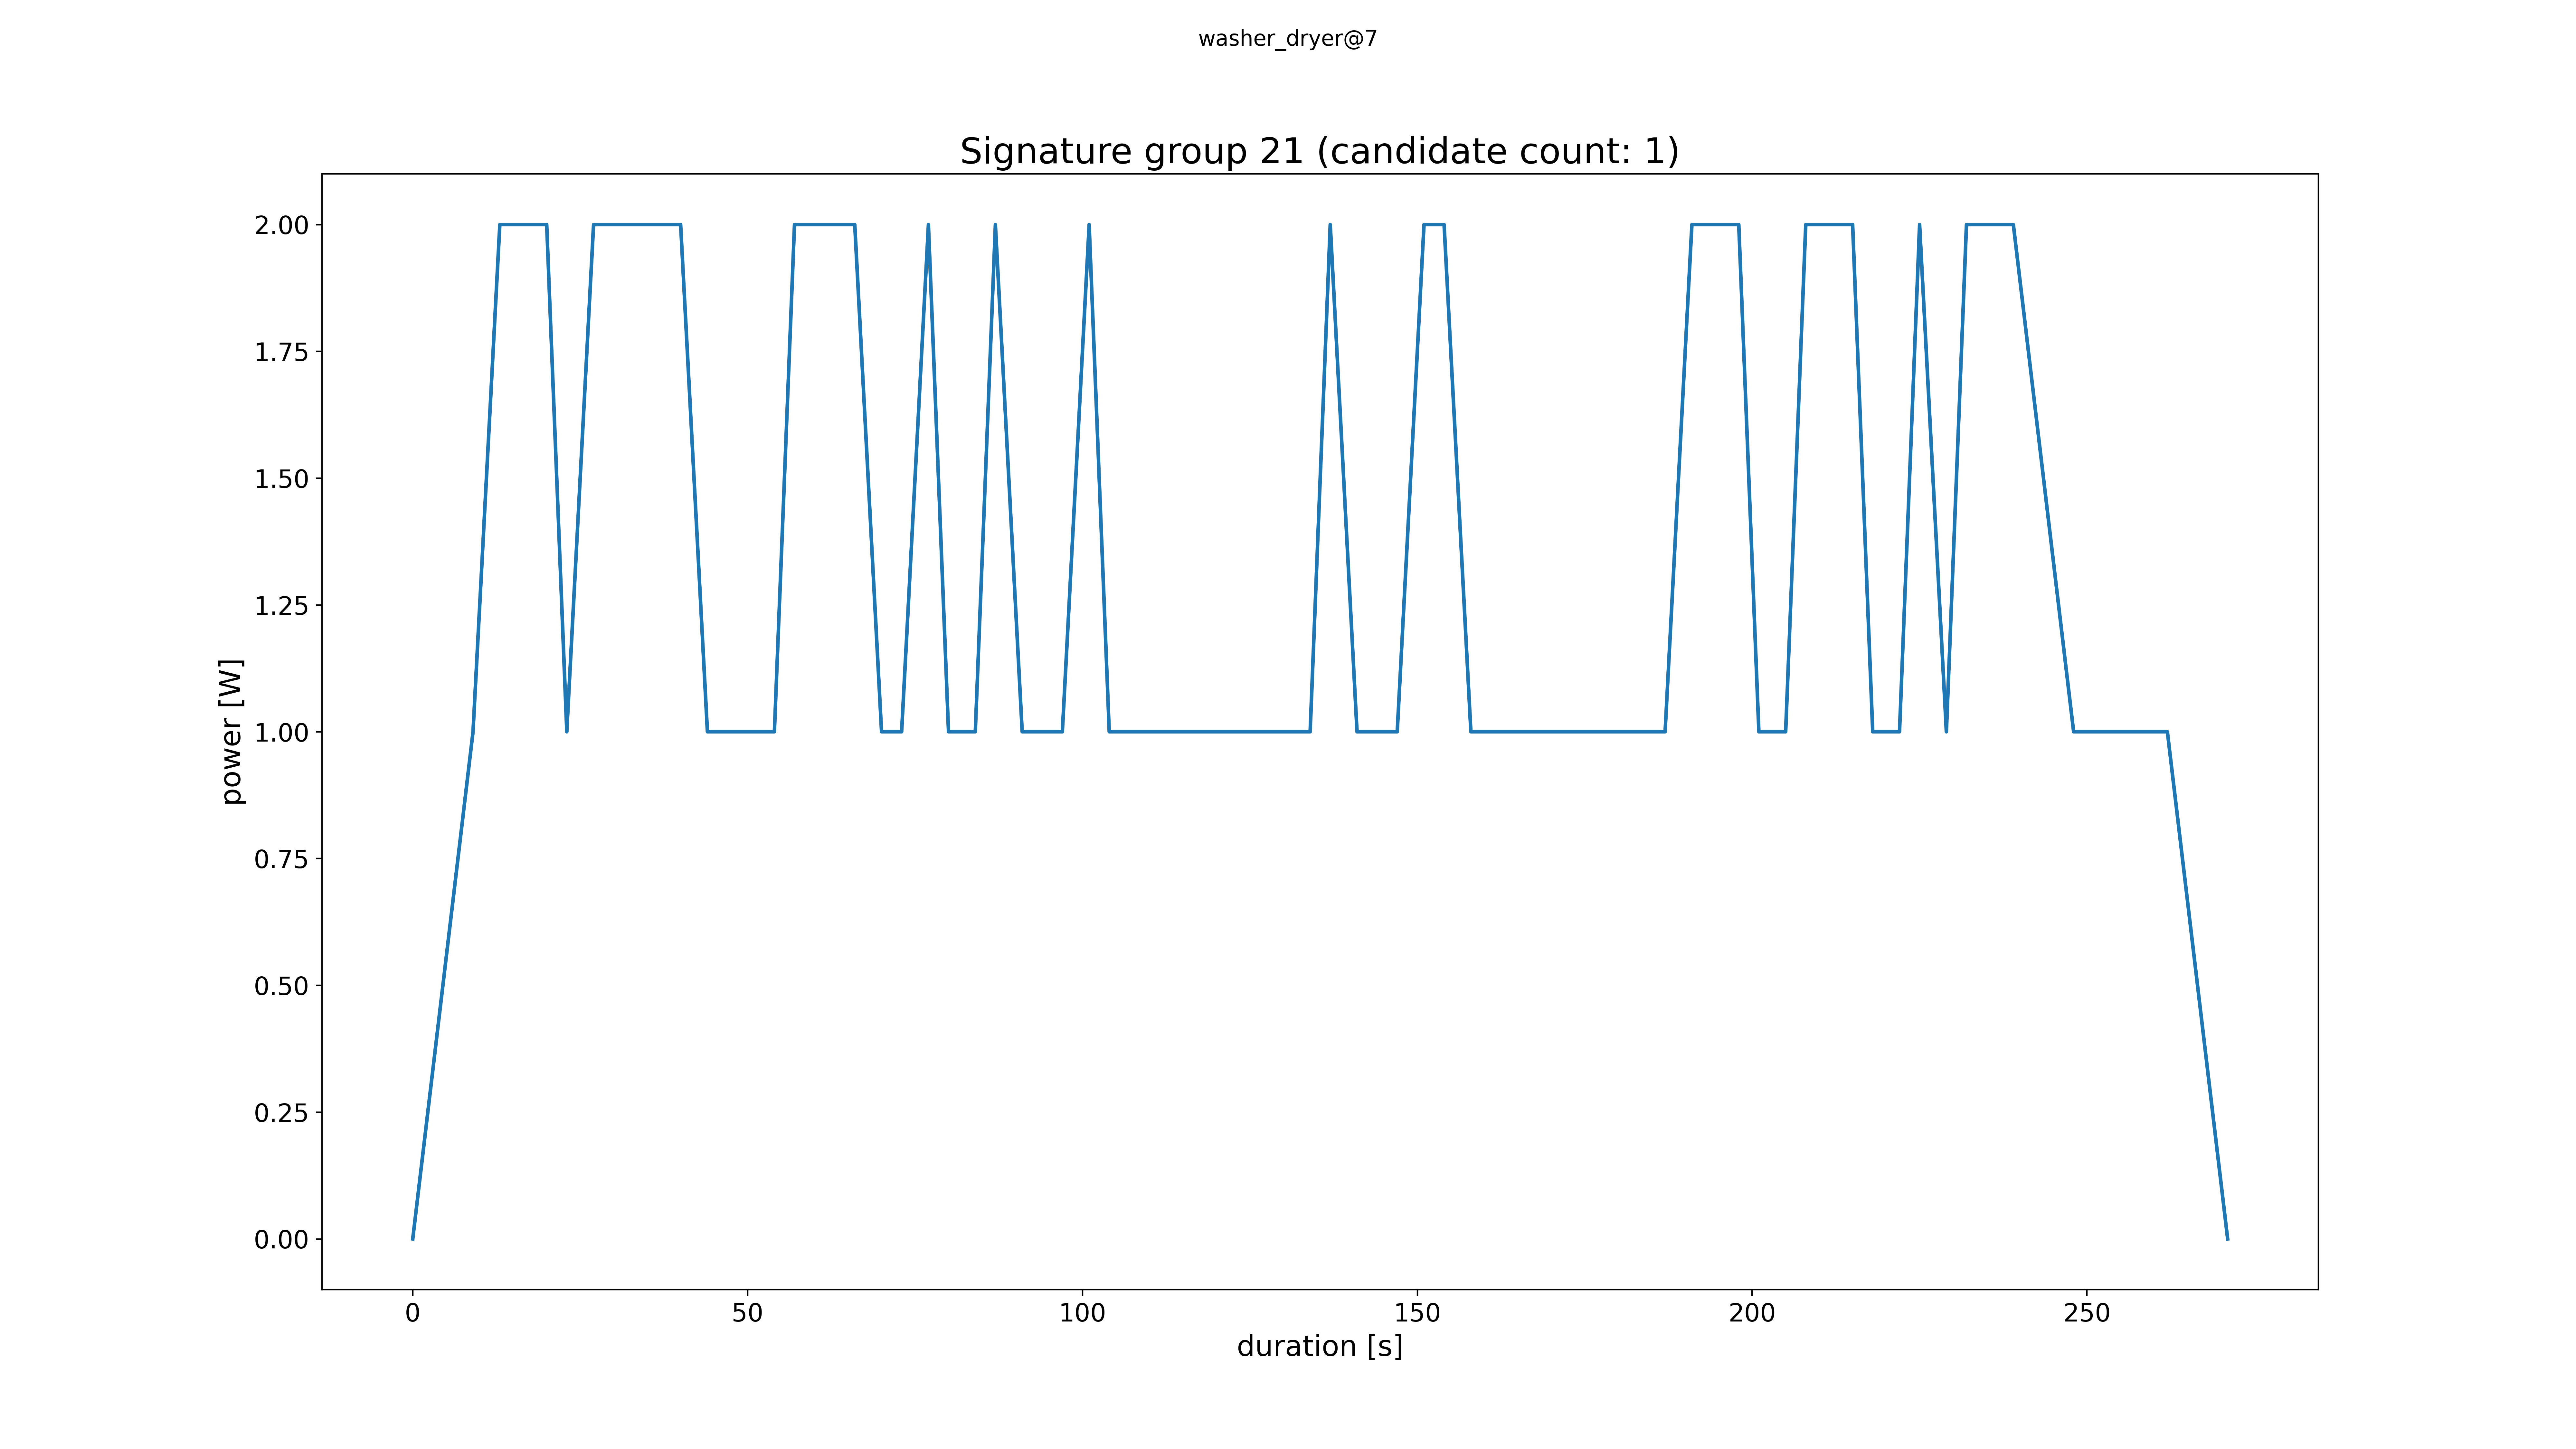 washer_dryer@7
Signature group 21 (candidate count: 1)
2.00
1.75
1.50
1.25
1.00
0.75
0.50
0.25
0.00
power [W]
0 50 100 150 200 250
duration [s]